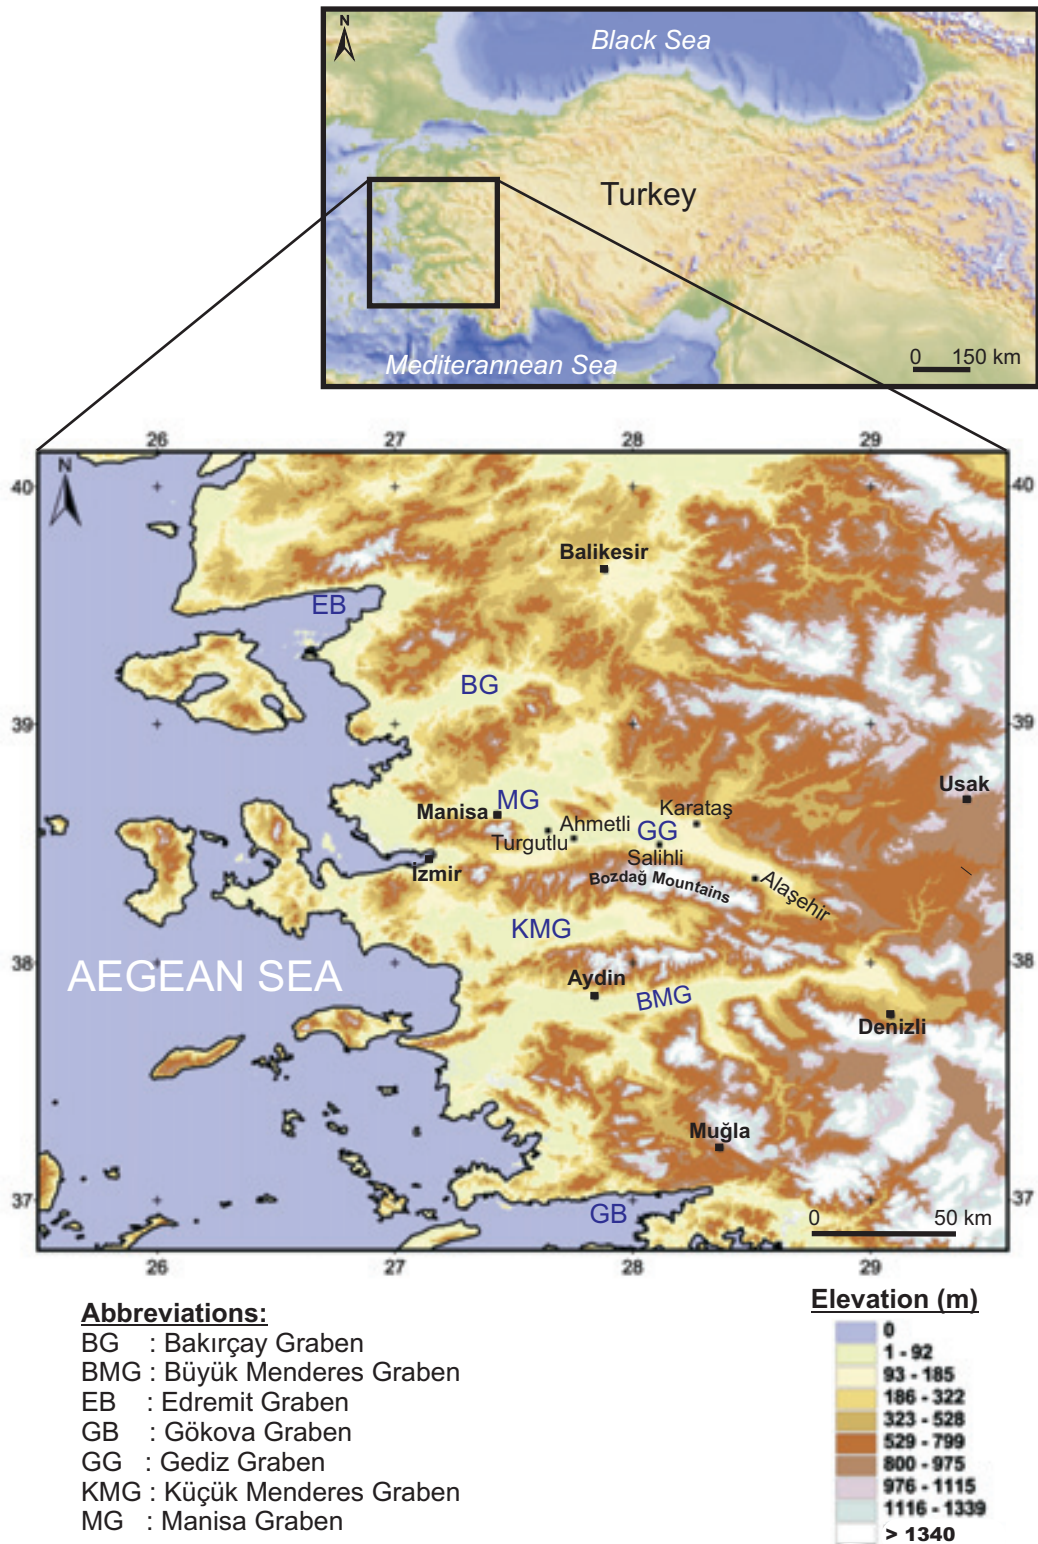 N
Black Sea
Turkey
Mediterannean Sea
0 150 km
26 27 28 29
N
40 40
Balikesir
EB
BG
39 39
Usak
Manisa MG
Karataş
Ahmetli
GG
Turgutlu
Salihli
İzmir
Bozdağ Mountains
Alaşehir
KMG
38 38
AEGEAN SEA
Aydin
BMG
Denizli
Muğla
37 37
GB
0 50 km
26 27 28 29
Abbreviations:
BG : Bakırçay Graben
BMG : Büyük Menderes Graben
EB : Edremit Graben
GB : Gökova Graben
GG : Gediz Graben
KMG : Küçük Menderes Graben
MG : Manisa Graben
Elevation (m)
0
1 - 92
93 - 185
186 - 322
323 - 528
529 - 799
800 - 975
976 - 1115
1116 - 1339
> 1340